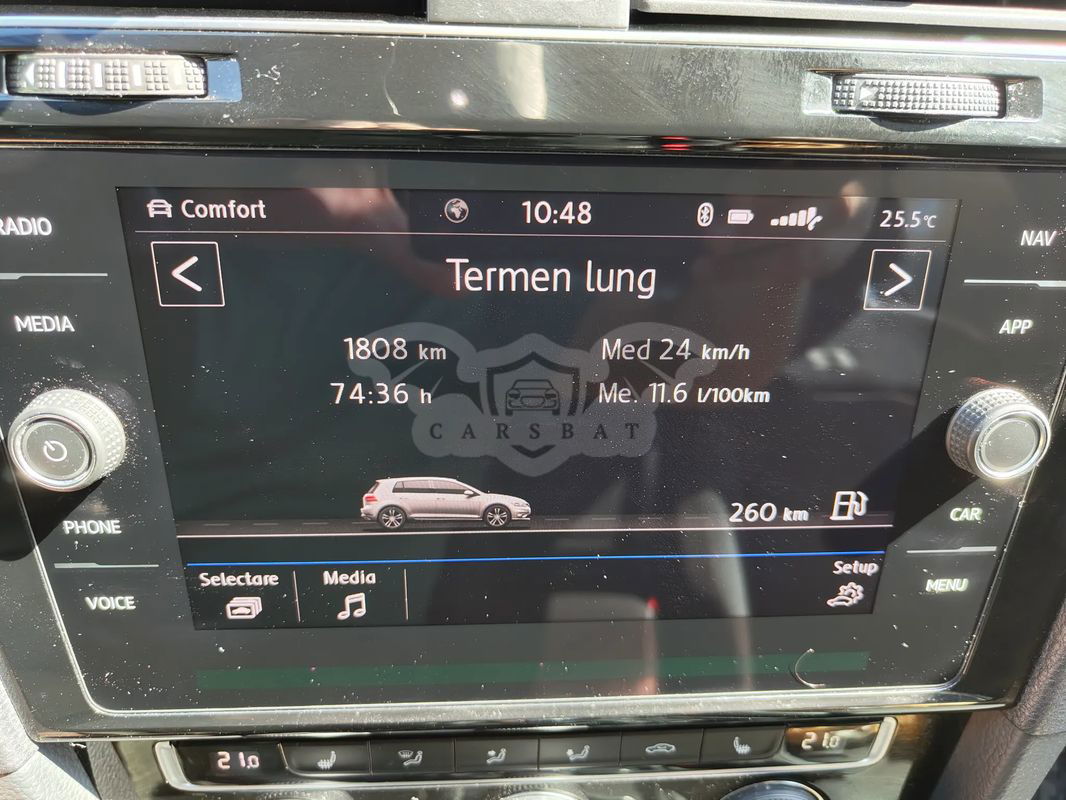 RADIO
Comfort
10:48
25.5°C
NAV
Termen lung
MEDIA
APP
1808 km
Med 24 km/h
74:36 h
Me. 11.6 l/100km
CARSBAT
PHONE
260 km
CAR
Selectare
Media
Setup
VOICE
MENU
21.0
21.0